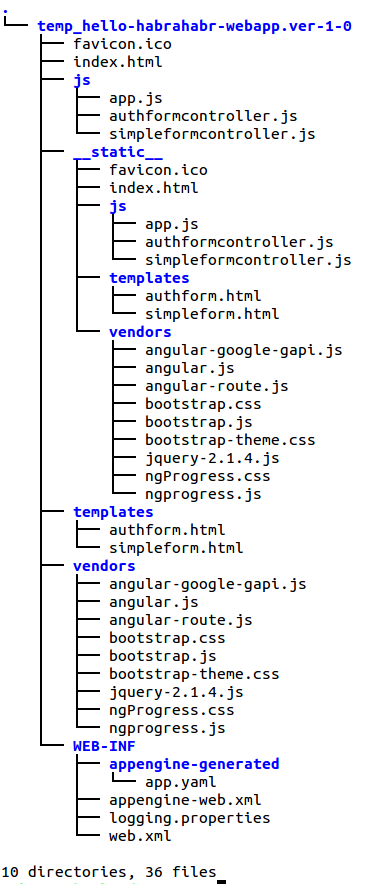 .
└── temp_hello-habrahabr-webapp.ver-1-0
    ├── favicon.ico
    ├── index.html
    ├── js
    │   ├── app.js
    │   ├── authformcontroller.js
    │   └── simpleformcontroller.js
    ├── __static__
    │   ├── favicon.ico
    │   ├── index.html
    │   ├── js
    │   │   ├── app.js
    │   │   ├── authformcontroller.js
    │   │   └── simpleformcontroller.js
    │   ├── templates
    │   │   ├── authform.html
    │   │   └── simpleform.html
    │   └── vendors
    │       ├── angular-google-gapi.js
    │       ├── angular.js
    │       ├── angular-route.js
    │       ├── bootstrap.css
    │       ├── bootstrap.js
    │       ├── bootstrap-theme.css
    │       ├── jquery-2.1.4.js
    │       ├── ngProgress.css
    │       └── ngprogress.js
    ├── templates
    │   ├── authform.html
    │   └── simpleform.html
    ├── vendors
    │   ├── angular-google-gapi.js
    │   ├── angular.js
    │   ├── angular-route.js
    │   ├── bootstrap.css
    │   ├── bootstrap.js
    │   ├── bootstrap-theme.css
    │   ├── jquery-2.1.4.js
    │   ├── ngProgress.css
    │   └── ngprogress.js
    └── WEB-INF
        ├── appengine-generated
        │   └── app.yaml
        ├── appengine-web.xml
        ├── logging.properties
        └── web.xml

10 directories, 36 files